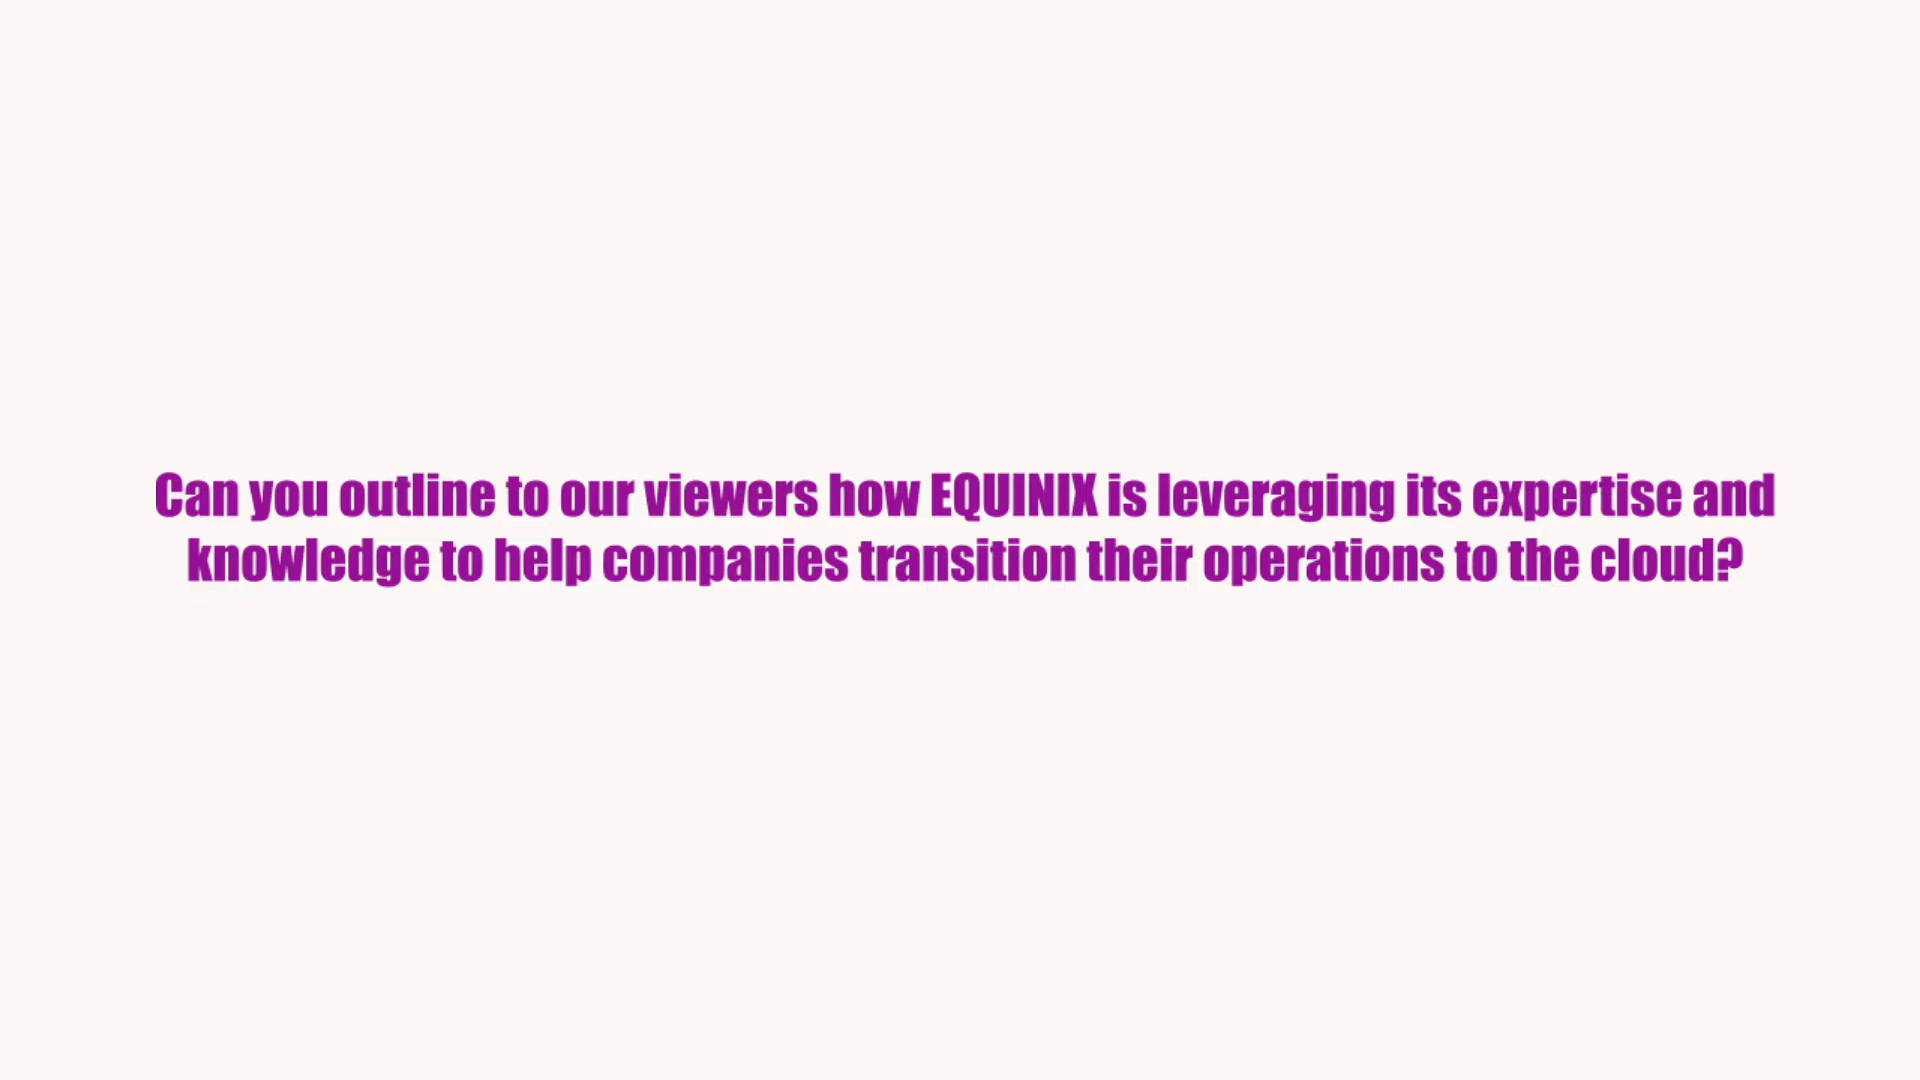 Can you outline to our viewers how EQUINIX is leveraging its expertise and
knowledge to help companies transition their operations to the cloud?